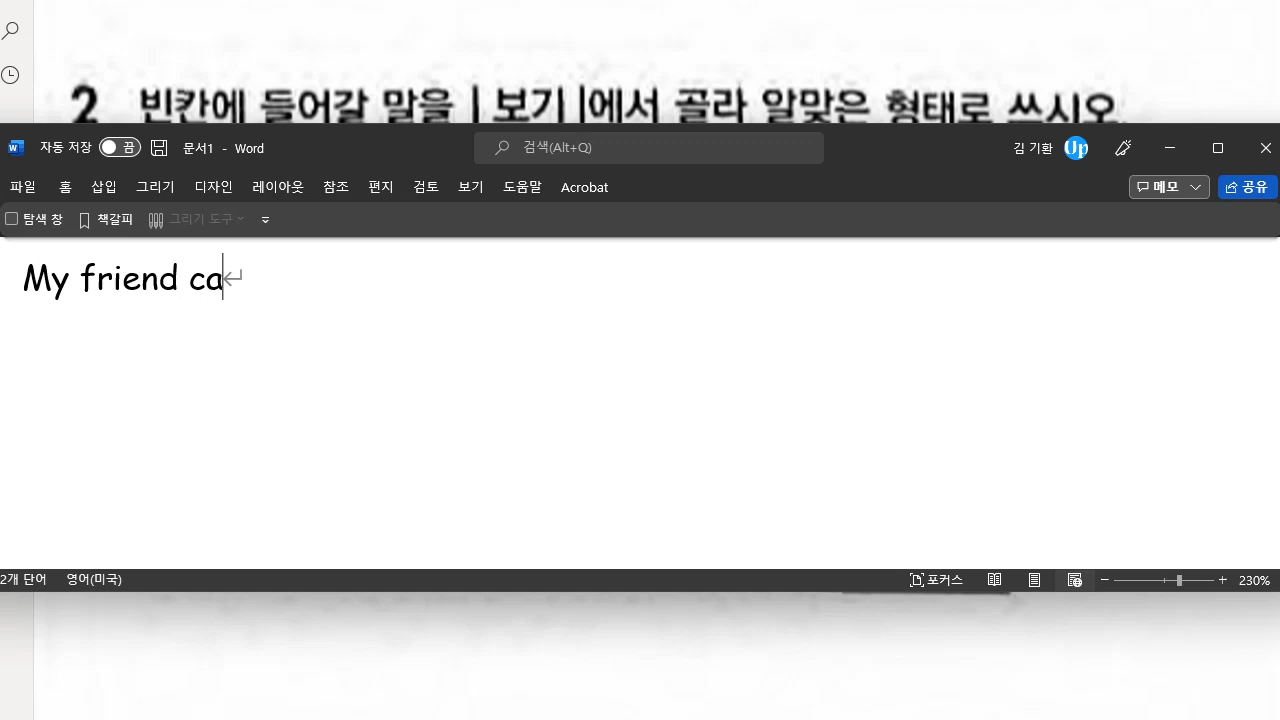 2 빈칸에 들어갈 말을 |보기|에서 골라 알맞은 형태로 쓰시오.
자동 저장 끔 문서1 - Word 검색(Alt+Q) 김 기환 Up
파일 홈 삽입 그리기 디자인 레이아웃 참조 편지 검토 보기 도움말 Acrobat 메모 공유
탐색 창 책갈피 그리기 도구
My friend ca
2개 단어 영어(미국) 포커스 230%